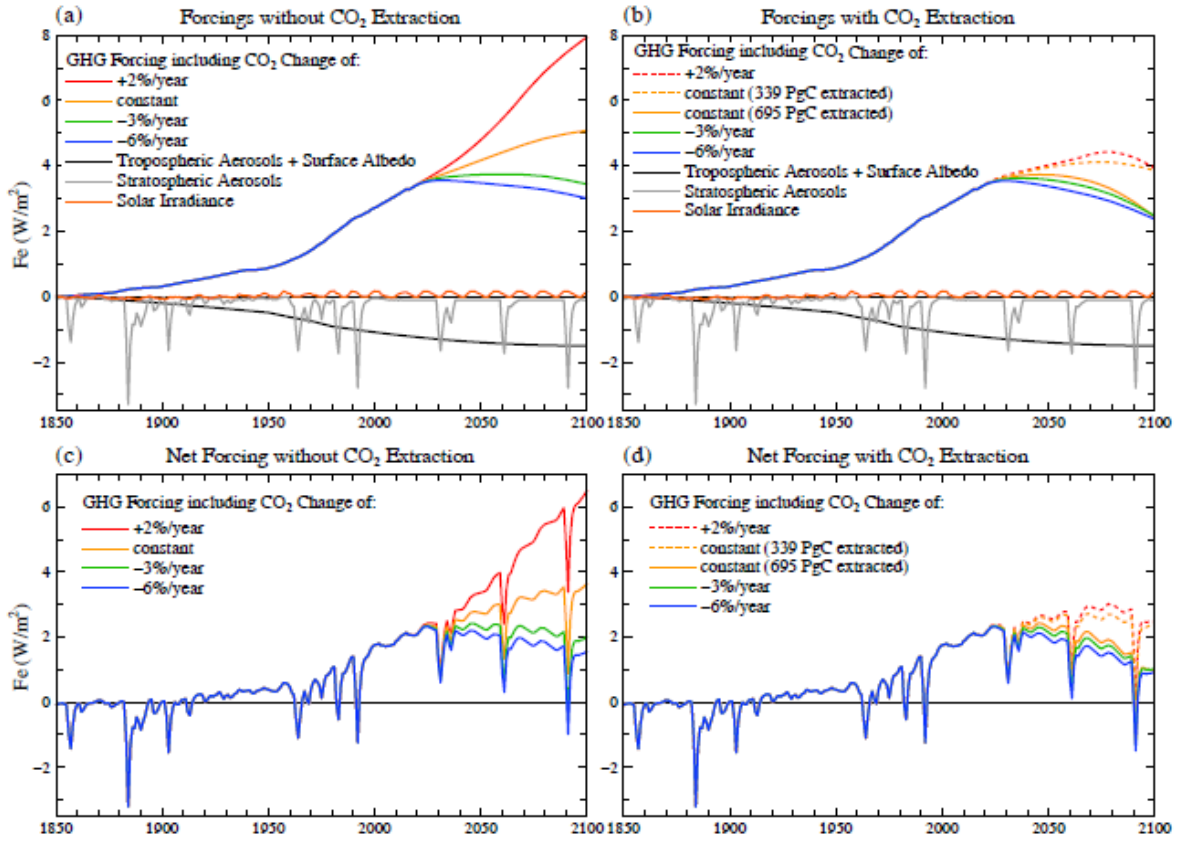 (a) Forcings without CO₂ Extraction
8
6
4
2
0
−2
Fe (W/m²)
GHG Forcing including CO₂ Change of:
+2%/year
constant
−3%/year
−6%/year
Tropospheric Aerosols + Surface Albedo
Stratospheric Aerosols
Solar Irradiance
1850 1900 1950 2000 2050 2100
(b) Forcings with CO₂ Extraction
GHG Forcing including CO₂ Change of:
+2%/year
constant (339 PgC extracted)
constant (695 PgC extracted)
−3%/year
−6%/year
Tropospheric Aerosols + Surface Albedo
Stratospheric Aerosols
Solar Irradiance
1850 1900 1950 2000 2050 2100
(c) Net Forcing without CO₂ Extraction
6
4
2
0
−2
Fe (W/m²)
GHG Forcing including CO₂ Change of:
+2%/year
constant
−3%/year
−6%/year
1850 1900 1950 2000 2050 2100
(d) Net Forcing with CO₂ Extraction
GHG Forcing including CO₂ Change of:
+2%/year
constant (339 PgC extracted)
constant (695 PgC extracted)
−3%/year
−6%/year
1850 1900 1950 2000 2050 2100